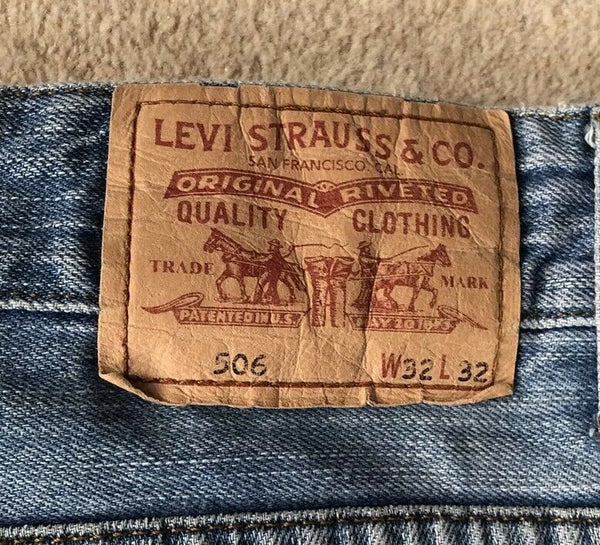 LEVI STRAUSS & CO.
SAN FRANCISCO, CAL.
ORIGINAL RIVETED
QUALITY CLOTHING
TRADE MARK
PATENTED IN U.S. MAY 20 1873
506 W32 L32